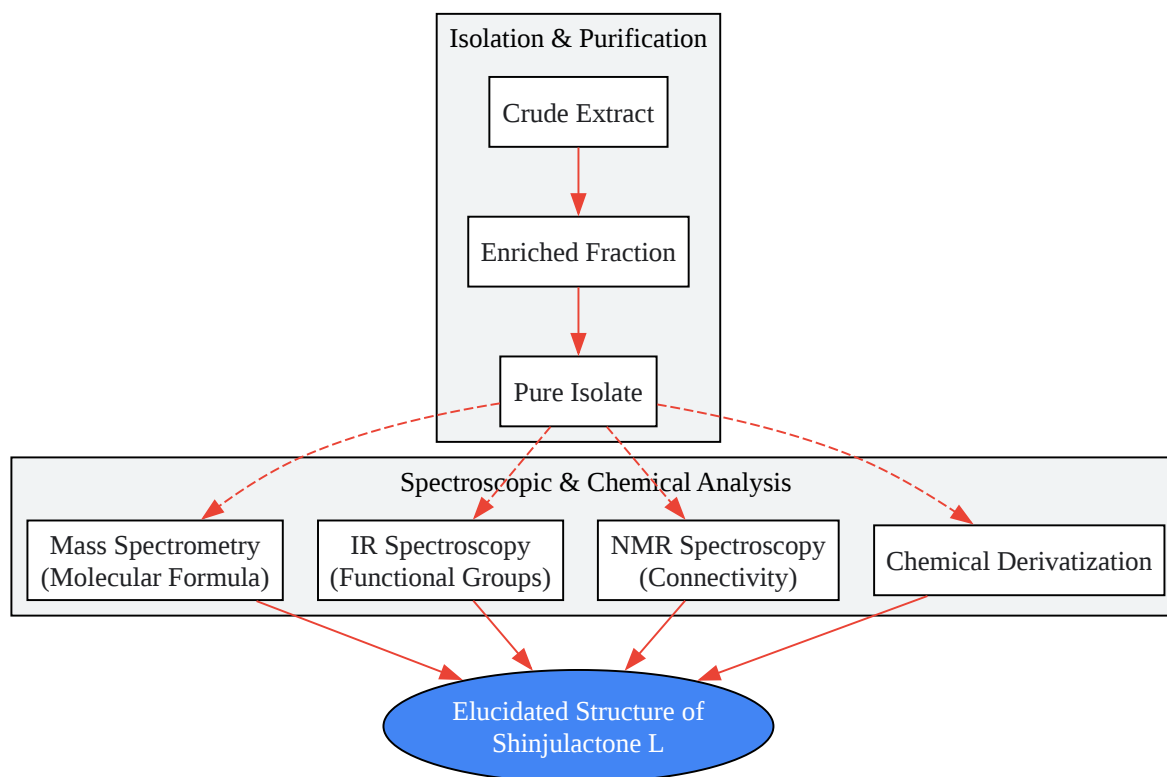 Isolation & Purification
Crude Extract
Enriched Fraction
Pure Isolate
Spectroscopic & Chemical Analysis
Mass Spectrometry
(Molecular Formula)
IR Spectroscopy
(Functional Groups)
NMR Spectroscopy
(Connectivity)
Chemical Derivatization
Elucidated Structure of
Shinjulactone L